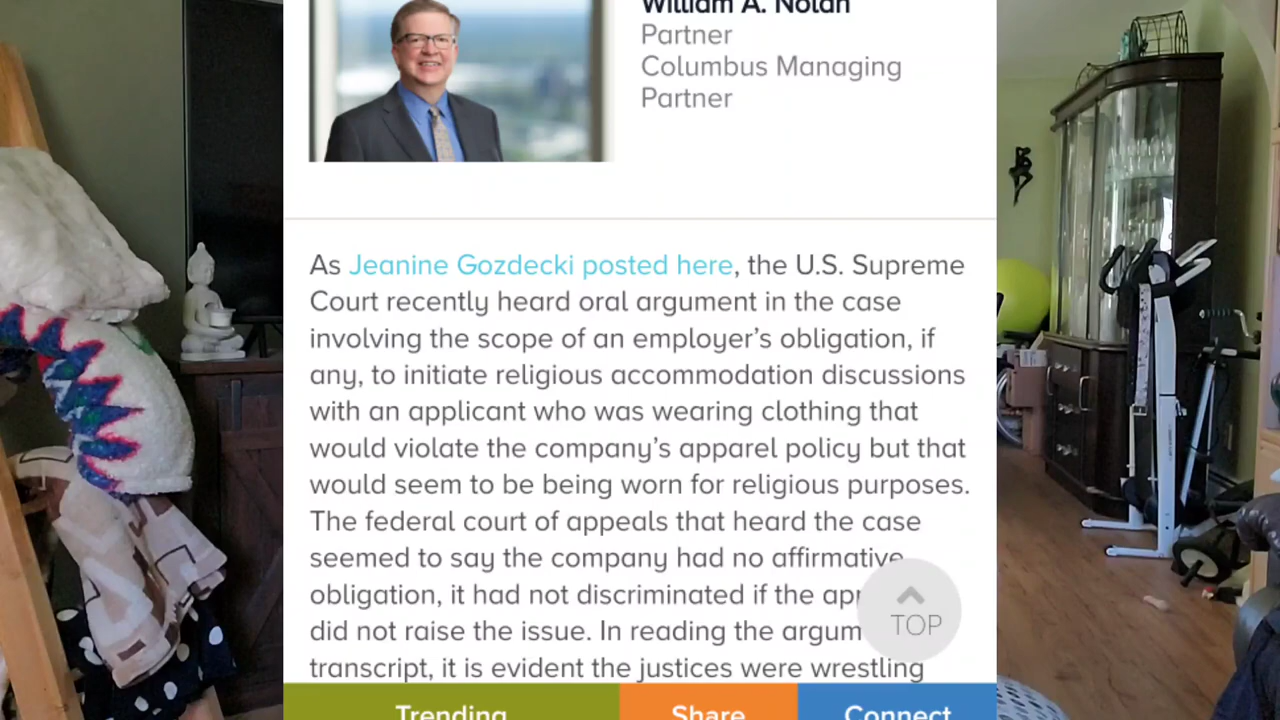 William A. Nolan
Partner
Columbus Managing
Partner
As Jeanine Gozdecki posted here, the U.S. Supreme
Court recently heard oral argument in the case
involving the scope of an employer’s obligation, if
any, to initiate religious accommodation discussions
with an applicant who was wearing clothing that
would violate the company’s apparel policy but that
would seem to be being worn for religious purposes.
The federal court of appeals that heard the case
seemed to say the company had no affirmative
obligation, it had not discriminated if the
did not raise the issue. In reading the
transcript, it is evident the justices were wrestling
TOP
Trending
Share
Connect